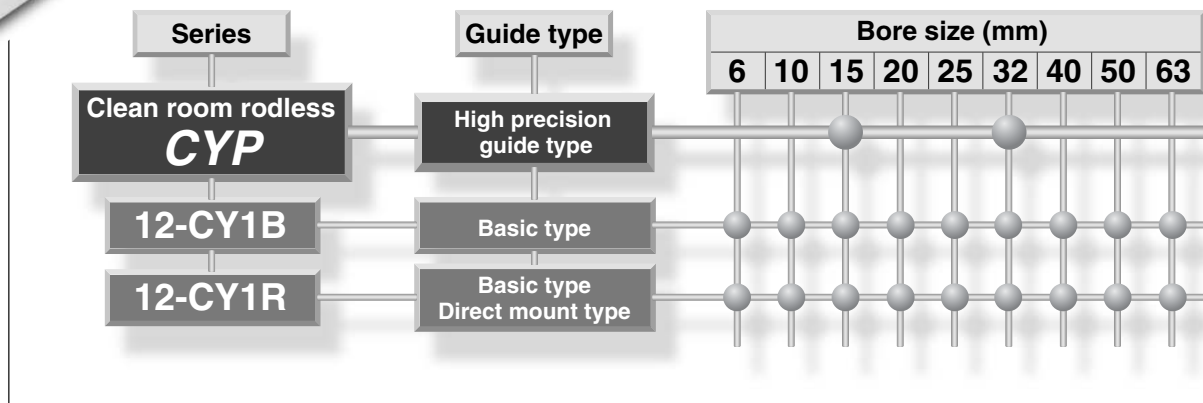 Series
Guide type
Bore size (mm)
6 10 15 20 25 32 40 50 63
Clean room rodless
CYP
High precision
guide type
12-CY1B
Basic type
12-CY1R
Basic type
Direct mount type